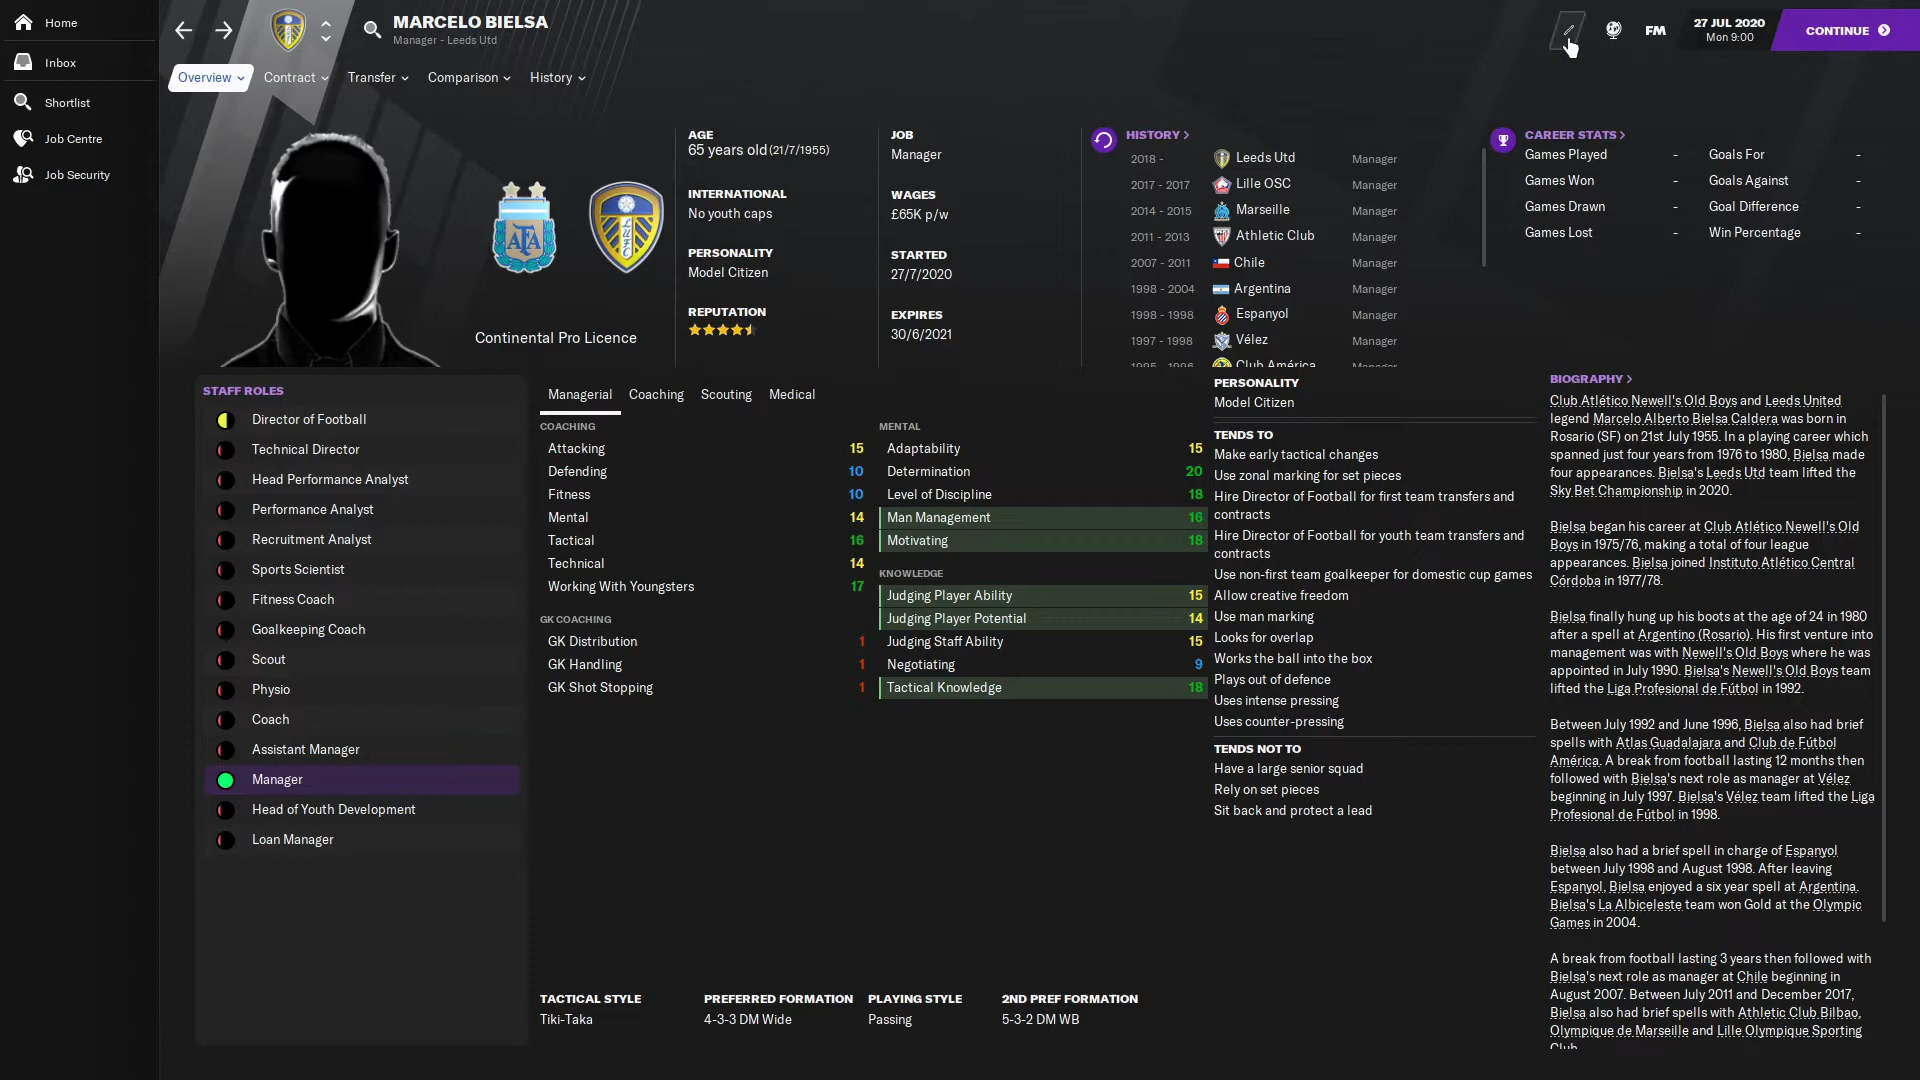 Home
Inbox
Shortlist
Job Centre
Job Security
MARCELO BIELSA
Manager - Leeds Utd
FM
27 JUL 2020
Mon 9:00
CONTINUE
Overview
Contract
Transfer
Comparison
History
Continental Pro Licence
AGE
65 years old (21/7/1955)
INTERNATIONAL
No youth caps
PERSONALITY
Model Citizen
REPUTATION
JOB
Manager
WAGES
£65K p/w
STARTED
27/7/2020
EXPIRES
30/6/2021
HISTORY >
2018 - Leeds Utd Manager
2017 - 2017 Lille OSC Manager
2014 - 2015 Marseille Manager
2011 - 2013 Athletic Club Manager
2007 - 2011 Chile Manager
1998 - 2004 Argentina Manager
1998 - 1998 Espanyol Manager
1997 - 1998 Vélez Manager
1995 - 1996 Club América Manager
CAREER STATS >
Games Played - Goals For -
Games Won - Goals Against -
Games Drawn - Goal Difference -
Games Lost - Win Percentage -
STAFF ROLES
Director of Football
Technical Director
Head Performance Analyst
Performance Analyst
Recruitment Analyst
Sports Scientist
Fitness Coach
Goalkeeping Coach
Scout
Physio
Coach
Assistant Manager
Manager
Head of Youth Development
Loan Manager
Managerial Coaching Scouting Medical
COACHING
Attacking 15
Defending 10
Fitness 10
Mental 14
Tactical 16
Technical 14
Working With Youngsters 17
GK COACHING
GK Distribution 1
GK Handling 1
GK Shot Stopping 1
MENTAL
Adaptability 15
Determination 20
Level of Discipline 18
Man Management 16
Motivating 18
KNOWLEDGE
Judging Player Ability 15
Judging Player Potential 14
Judging Staff Ability 15
Negotiating 9
Tactical Knowledge 18
TACTICAL STYLE
Tiki-Taka
PREFERRED FORMATION
4-3-3 DM Wide
PLAYING STYLE
Passing
2ND PREF FORMATION
5-3-2 DM WB
PERSONALITY
Model Citizen
TENDS TO
Make early tactical changes
Use zonal marking for set pieces
Hire Director of Football for first team transfers and
contracts
Hire Director of Football for youth team transfers and
contracts
Use non-first team goalkeeper for domestic cup games
Allow creative freedom
Use man marking
Looks for overlap
Works the ball into the box
Plays out of defence
Uses intense pressing
Uses counter-pressing
TENDS NOT TO
Have a large senior squad
Rely on set pieces
Sit back and protect a lead
BIOGRAPHY >
Club Atlético Newell's Old Boys and Leeds United
legend Marcelo Alberto Bielsa Caldera was born in
Rosario (SF) on 21st July 1955. In a playing career which
spanned just four years from 1976 to 1980, Bielsa made
four appearances. Bielsa's Leeds Utd team lifted the
Sky Bet Championship in 2020.
Bielsa began his career at Club Atlético Newell's Old
Boys in 1975/76, making a total of four league
appearances. Bielsa joined Instituto Atlético Central
Córdoba in 1977/78.
Bielsa finally hung up his boots at the age of 24 in 1980
after a spell at Argentino (Rosario). His first venture into
management was with Newell's Old Boys where he was
appointed in July 1990. Bielsa's Newell's Old Boys team
lifted the Liga Profesional de Fútbol in 1992.
Between July 1992 and June 1996, Bielsa also had brief
spells with Atlas Guadalajara and Club de Fútbol
América. A break from football lasting 12 months then
followed with Bielsa's next role as manager at Vélez
beginning in July 1997. Bielsa's Vélez team lifted the Liga
Profesional de Fútbol in 1998.
Bielsa also had a brief spell in charge of Espanyol
between July 1998 and August 1998. After leaving
Espanyol, Bielsa enjoyed a six year spell at Argentina.
Bielsa's La Albiceleste team won Gold at the Olympic
Games in 2004.
A break from football lasting 3 years then followed with
Bielsa's next role as manager at Chile beginning in
August 2007. Between July 2011 and December 2017,
Bielsa also had brief spells with Athletic Club Bilbao,
Olympique de Marseille and Lille Olympique Sporting
Club